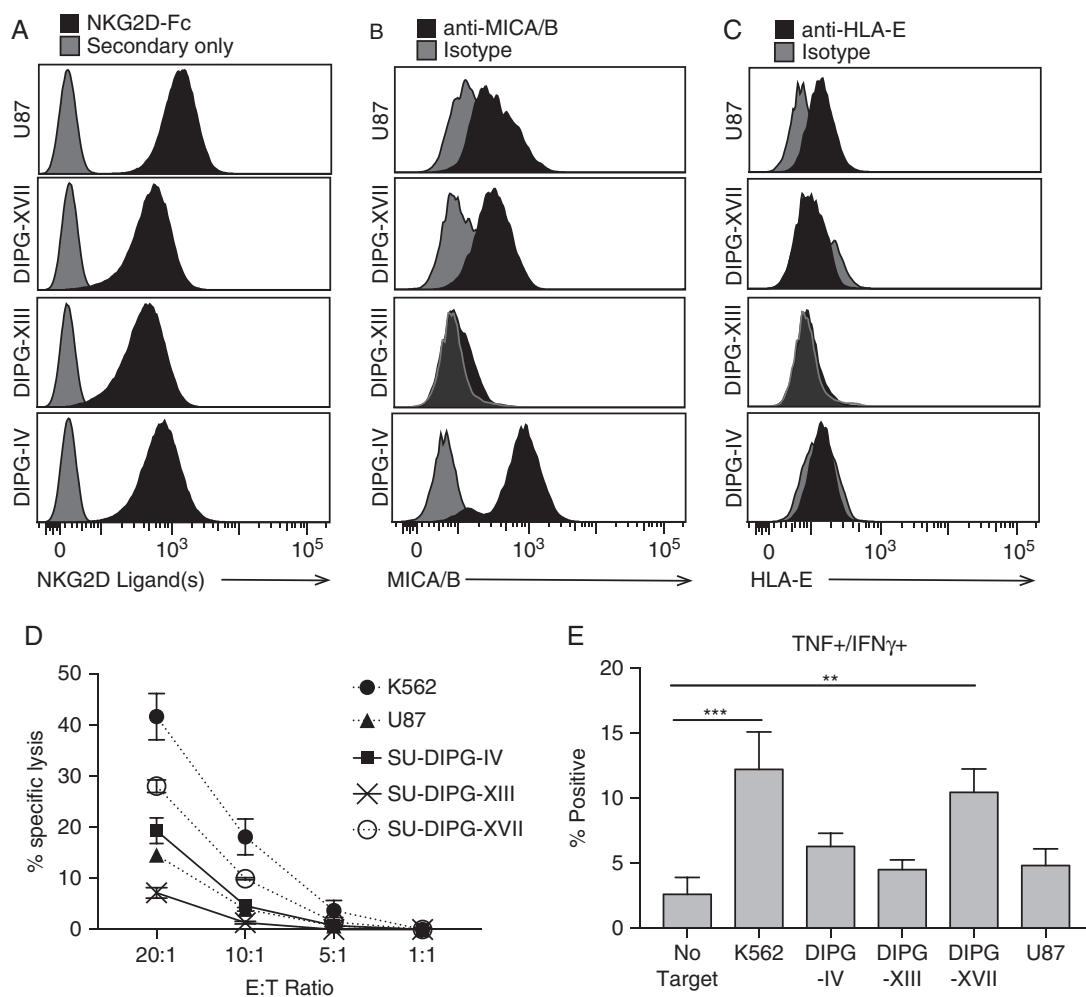 A
NKG2D-Fc
Secondary only
U87
DIPG-XVII
DIPG-XIII
DIPG-IV
0 10³ 10⁵
NKG2D Ligand(s)
B
anti-MICA/B
Isotype
U87
DIPG-XVII
DIPG-XIII
DIPG-IV
0 10³ 10⁵
MICA/B
C
anti-HLA-E
Isotype
U87
DIPG-XVII
DIPG-XIII
DIPG-IV
0 10³ 10⁵
HLA-E
D
50
40
30
20
10
0
% specific lysis
20:1 10:1 5:1 1:1
E:T Ratio
K562
U87
SU-DIPG-IV
SU-DIPG-XIII
SU-DIPG-XVII
E
TNF+/IFNγ+
20
15
10
5
0
% Positive
**
***
No Target
K562
DIPG -IV
DIPG -XIII
DIPG -XVII
U87